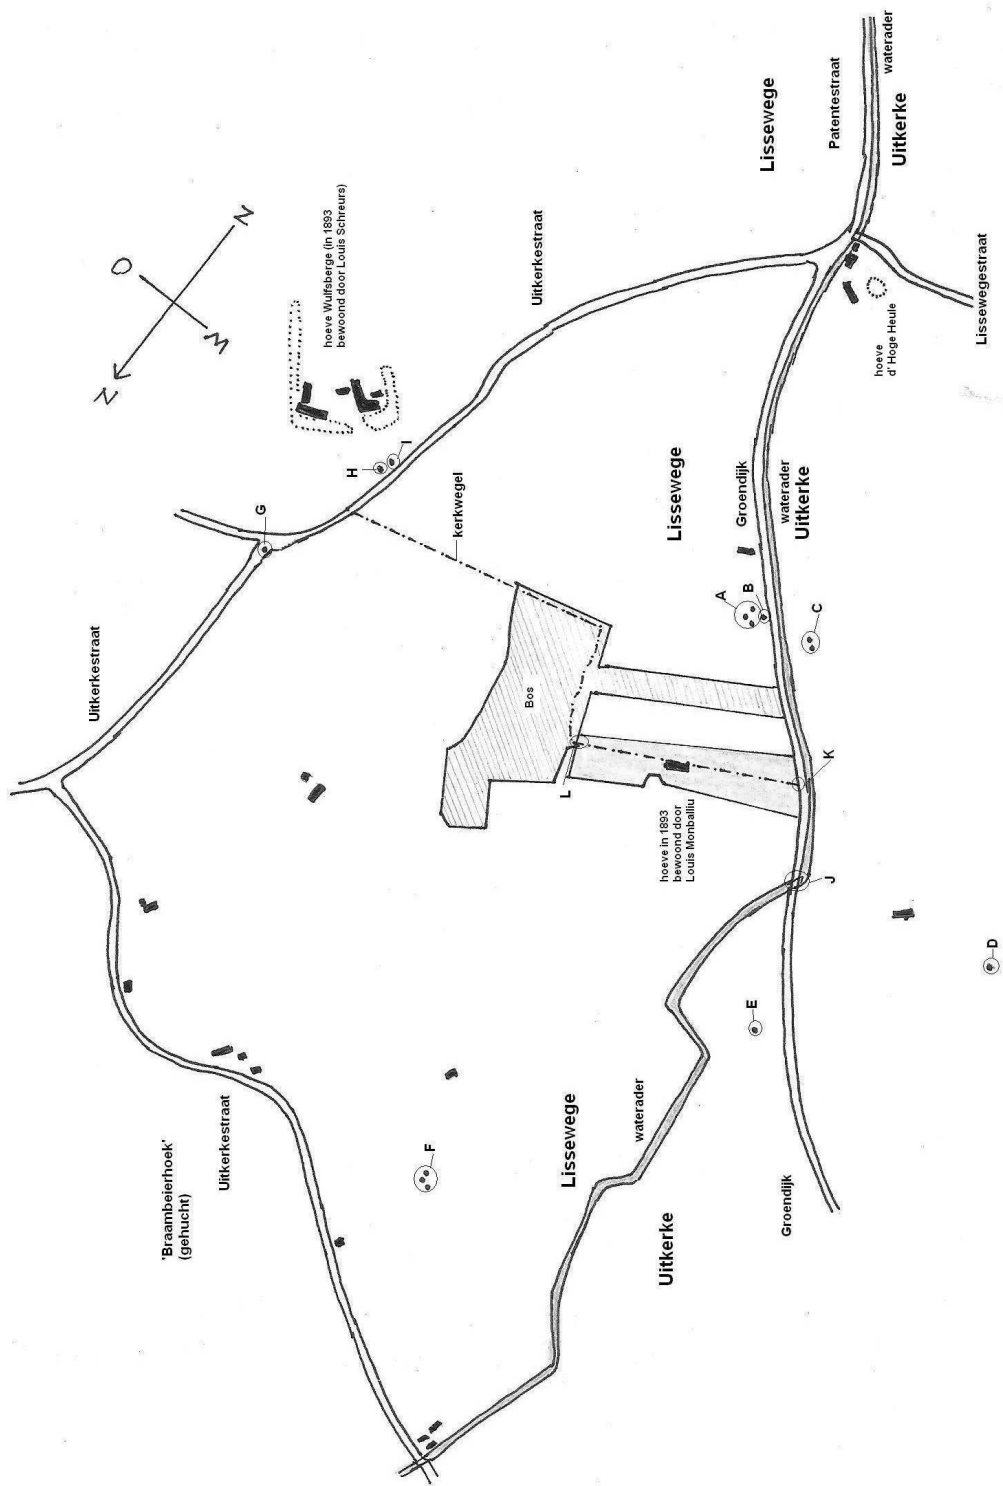 Uitkerkestraat
N
O
'Braambeierhoek'
(gehucht)
W
Uitkerkestraat
Z
G
hoeve Wulfsberge (in 1893
bewoond door Louis Schreurs)
H
I
F
kerkwegel
Bos
Uitkerkestraat
L
Lissewege
waterader
Uitkerke
hoeve in 1893
bewoond door
Louis Monballiu
Lissewege
A
Groendijk
B
E
Lissewege
Groendijk
waterader
Uitkerke
C
K
J
Patentestraat
hoeve
d' Hoge Heule
waterader
Uitkerke
Lissewegestraat
D